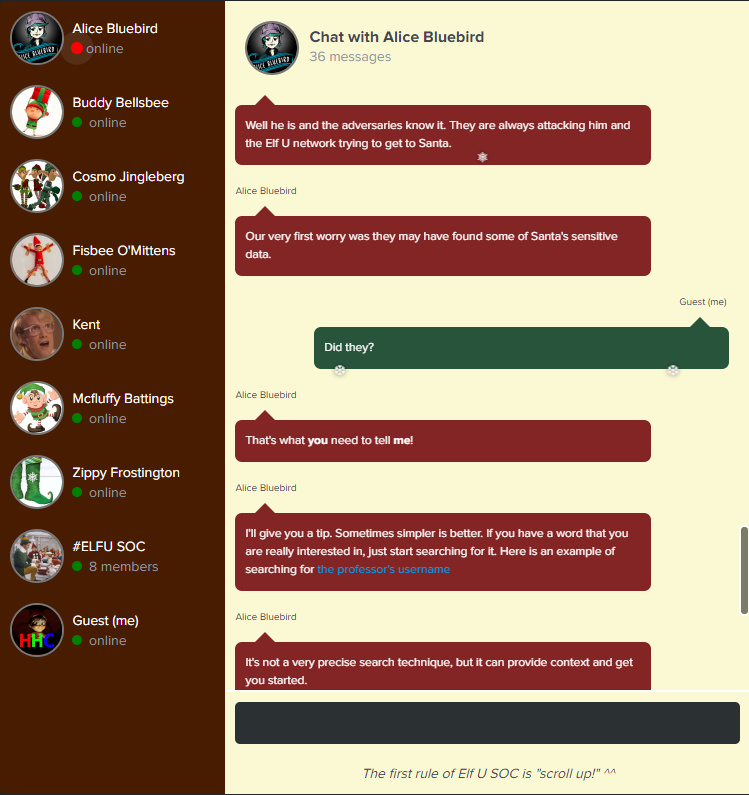 Alice Bluebird
online
Buddy Bellsbee
online
Cosmo Jingleberg
online
Fisbee O'Mittens
online
Kent
online
Mcfluffy Battings
online
Zippy Frostington
online
#ELFU SOC
8 members
Guest (me)
HHC
online
ALICE BLUEBIRD
Chat with Alice Bluebird
36 messages
Well he is and the adversaries know it. They are always attacking him and
the Elf U network trying to get to Santa.
Alice Bluebird
Our very first worry was they may have found some of Santa's sensitive
data.
Guest (me)
Did they?
Alice Bluebird
That's what you need to tell me!
Alice Bluebird
I'll give you a tip. Sometimes simpler is better. If you have a word that you
are really interested in, just start searching for it. Here is an example of
searching for the professor's username
Alice Bluebird
It's not a very precise search technique, but it can provide context and get
you started.
The first rule of Elf U SOC is "scroll up!" ^^